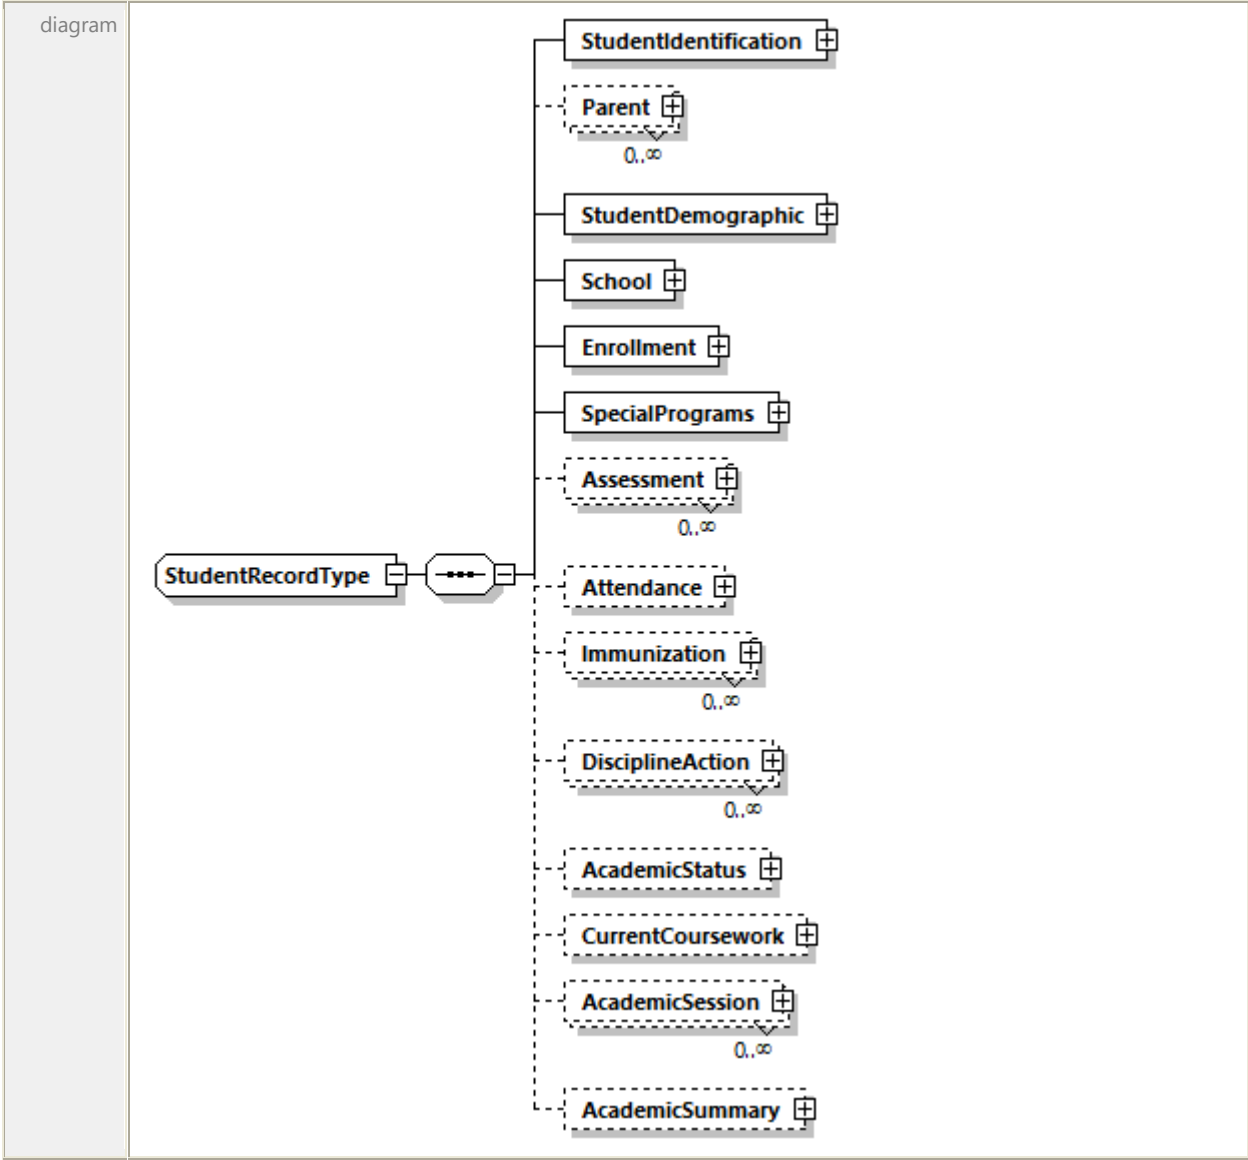 diagram
StudentIdentification
Parent
0..∞
StudentDemographic
School
Enrollment
SpecialPrograms
Assessment
0..∞
StudentRecordType
Attendance
Immunization
0..∞
DisciplineAction
0..∞
AcademicStatus
CurrentCoursework
AcademicSession
0..∞
AcademicSummary